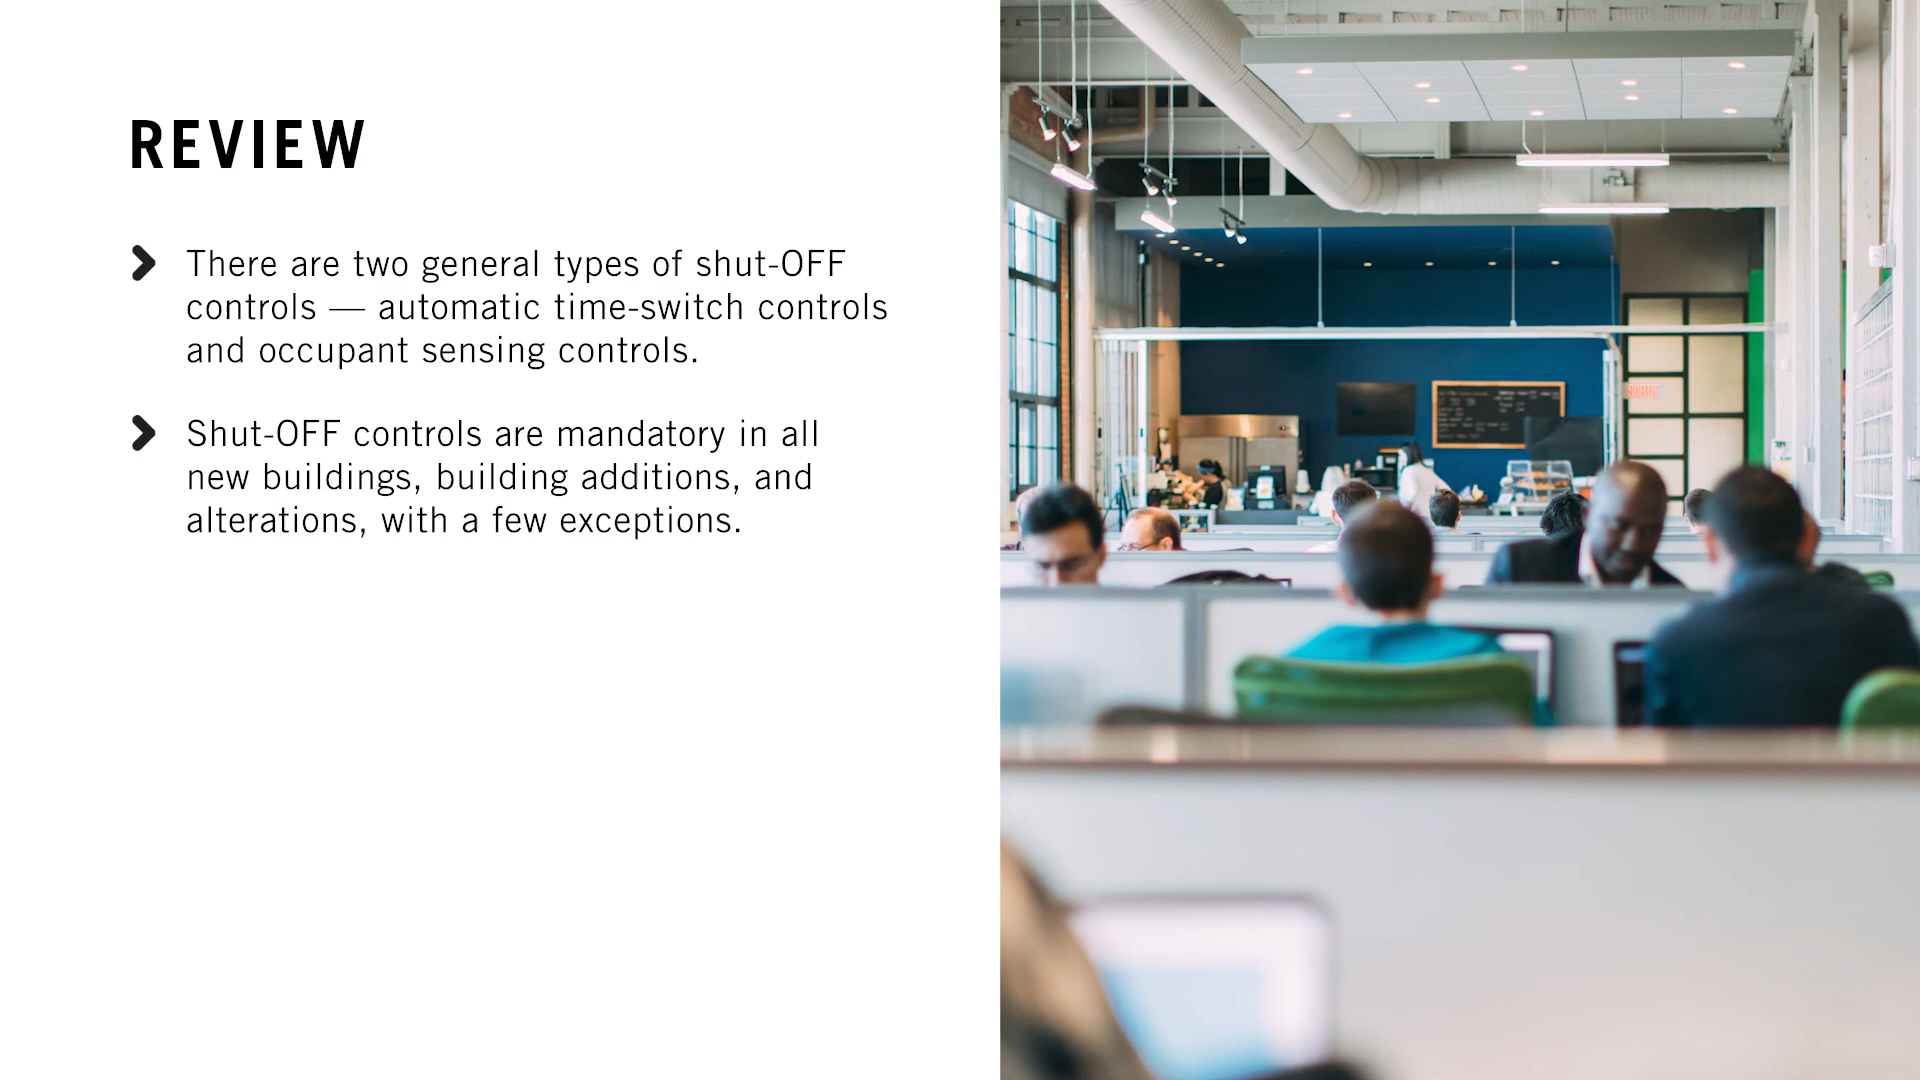 REVIEW
There are two general types of shut-OFF
controls — automatic time-switch controls
and occupant sensing controls.
Shut-OFF controls are mandatory in all
new buildings, building additions, and
alterations, with a few exceptions.